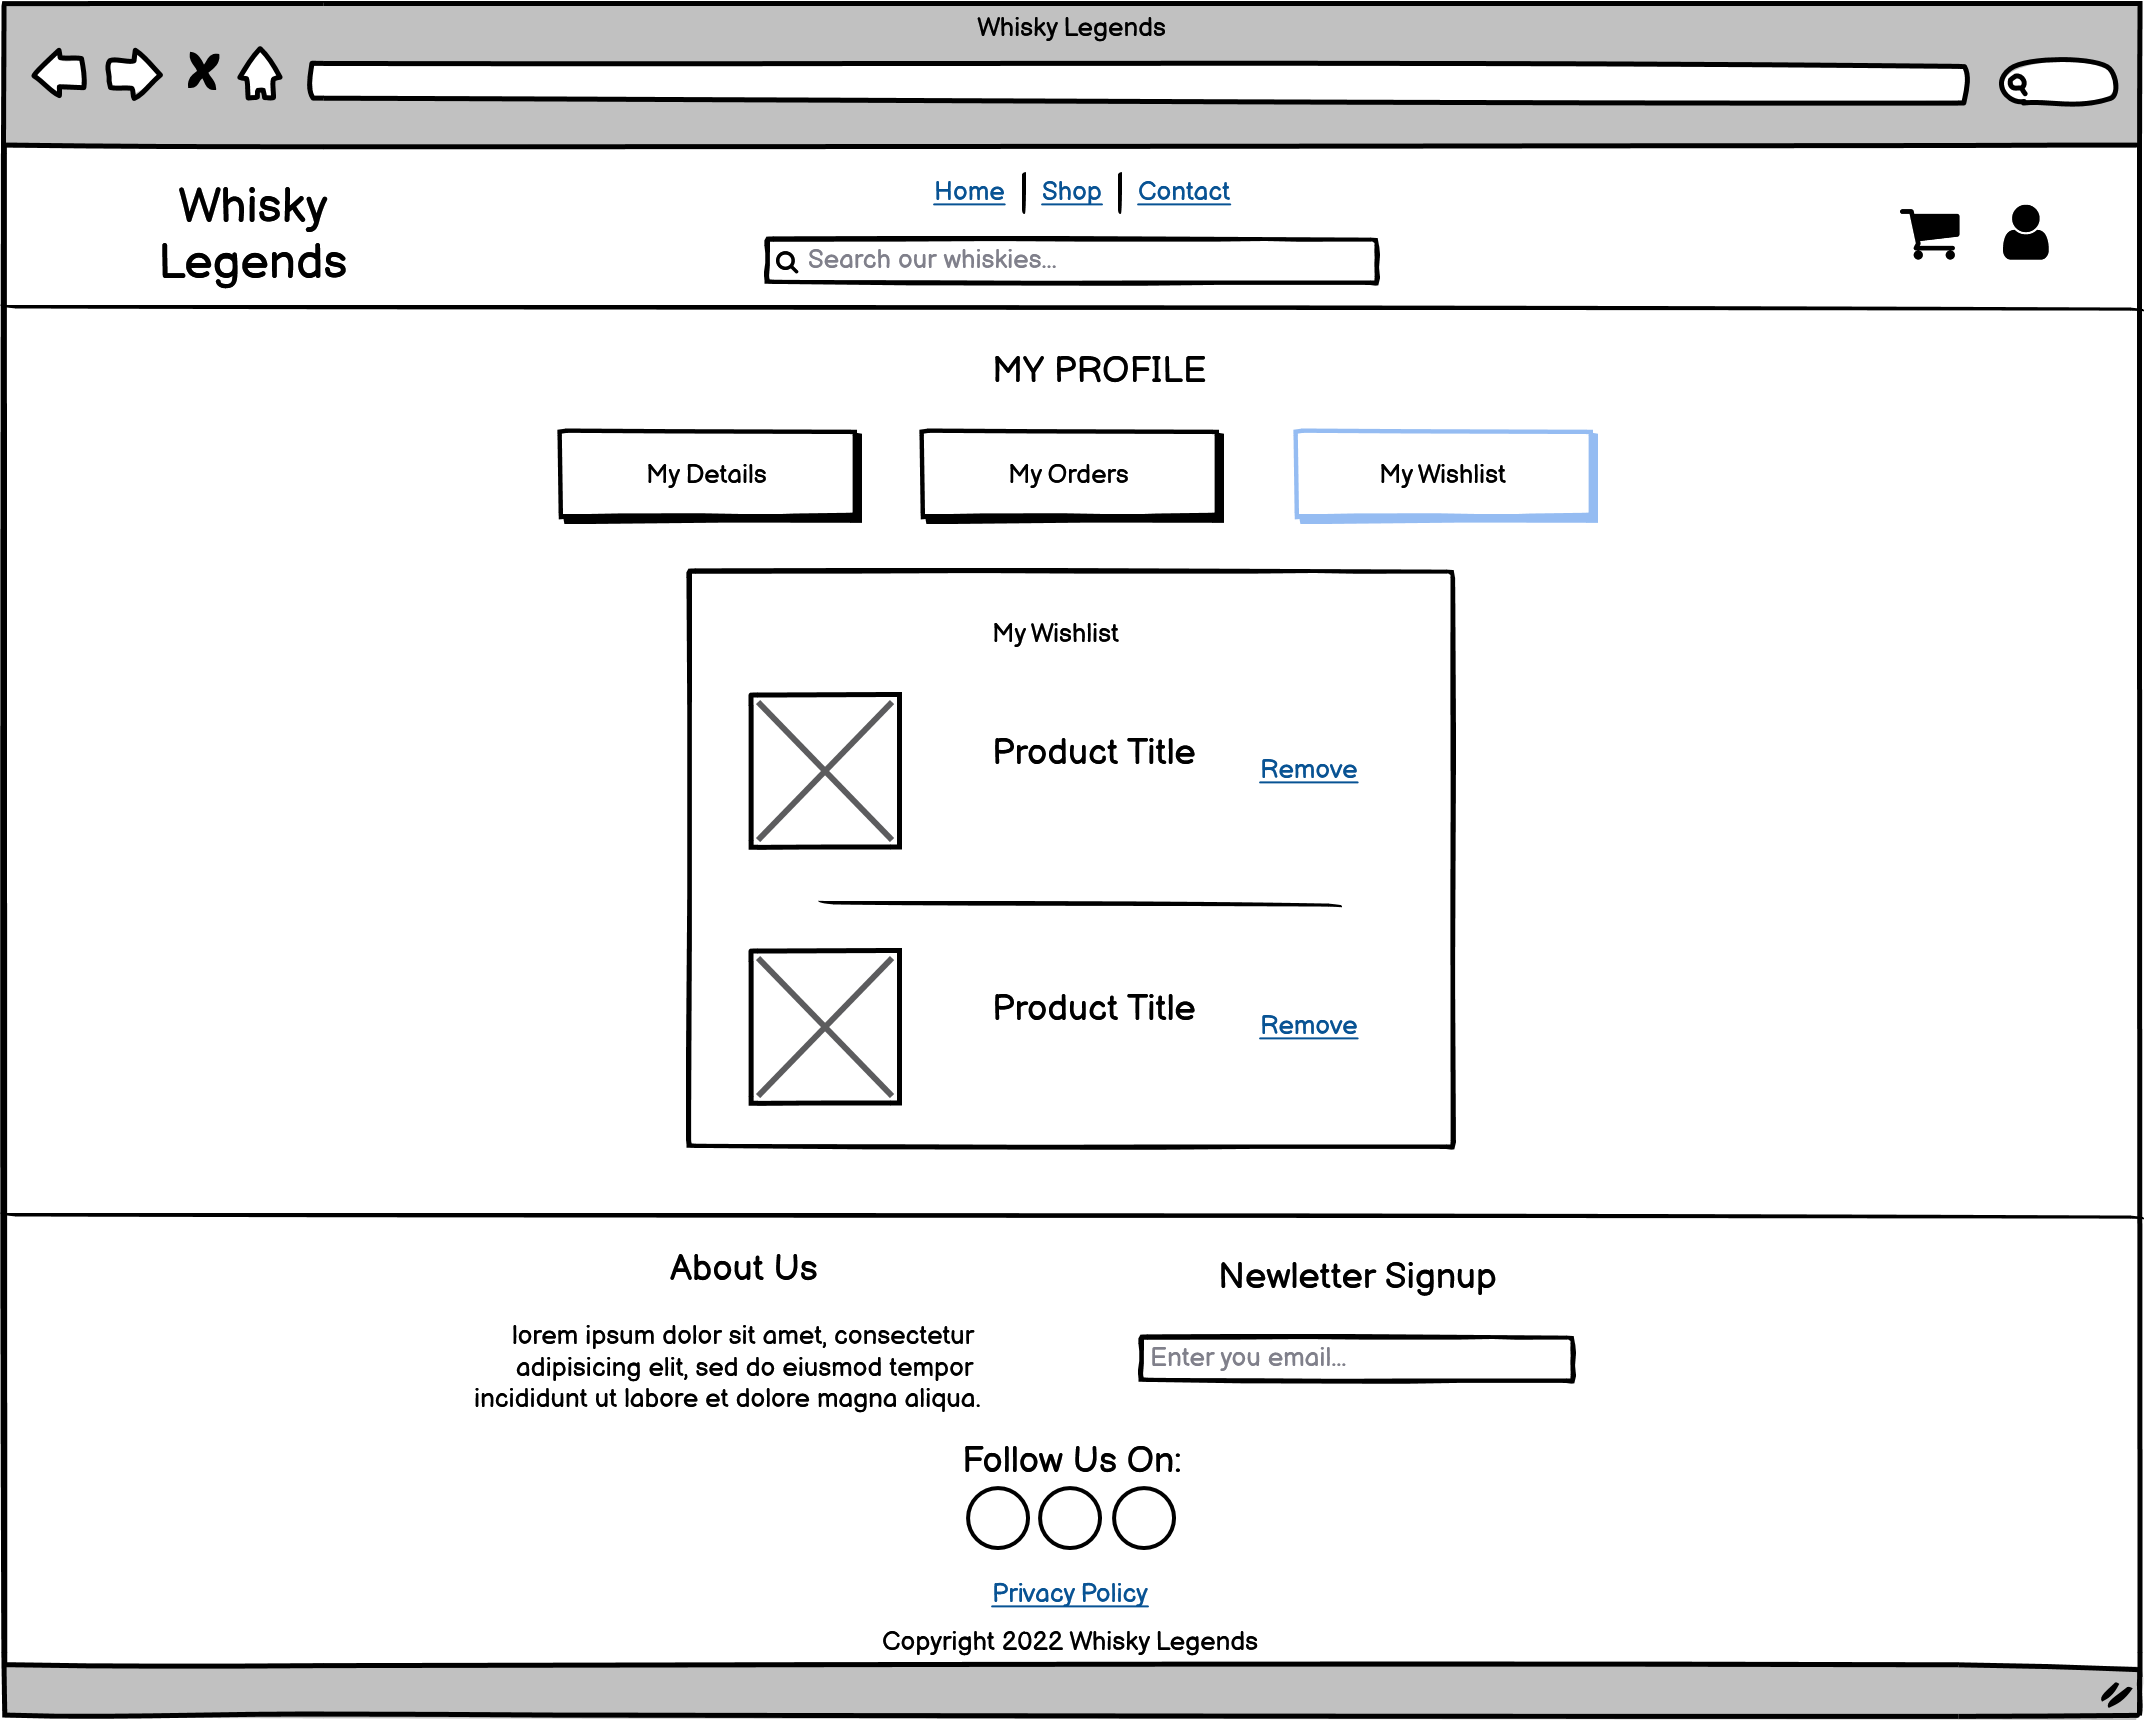 Whisky Legends
Whisky
Legends
Home
Shop
Contact
Search our whiskies...
MY PROFILE
My Details
My Orders
My Wishlist
My Wishlist
Product Title
Remove
Product Title
Remove
About Us
lorem ipsum dolor sit amet, consectetur
adipisicing elit, sed do eiusmod tempor
incididunt ut labore et dolore magna aliqua.
Newletter Signup
Enter you email...
Follow Us On:
Privacy Policy
Copyright 2022 Whisky Legends